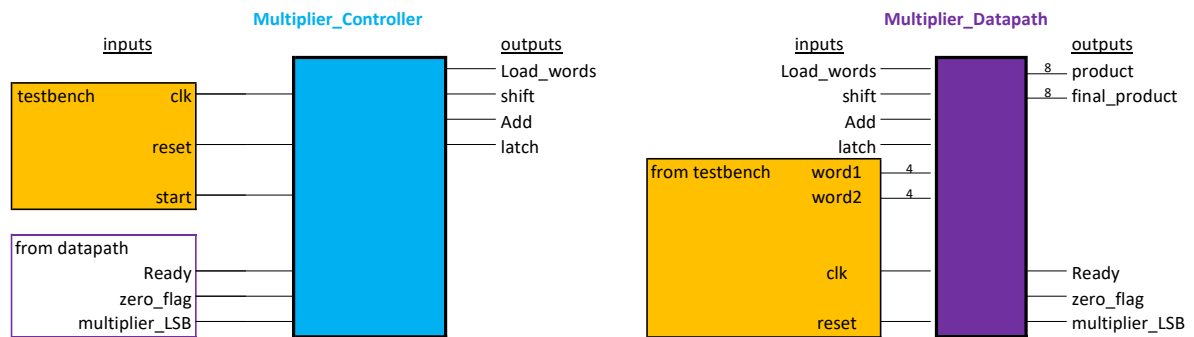 Multiplier_Controller
inputs
outputs
testbench
clk
reset
start
from datapath
Ready
zero_flag
multiplier_LSB
Load_words
shift
Add
latch
Multiplier_Datapath
inputs
outputs
Load_words
shift
Add
latch
from testbench
word1
4
word2
4
clk
reset
8
product
8
final_product
Ready
zero_flag
multiplier_LSB